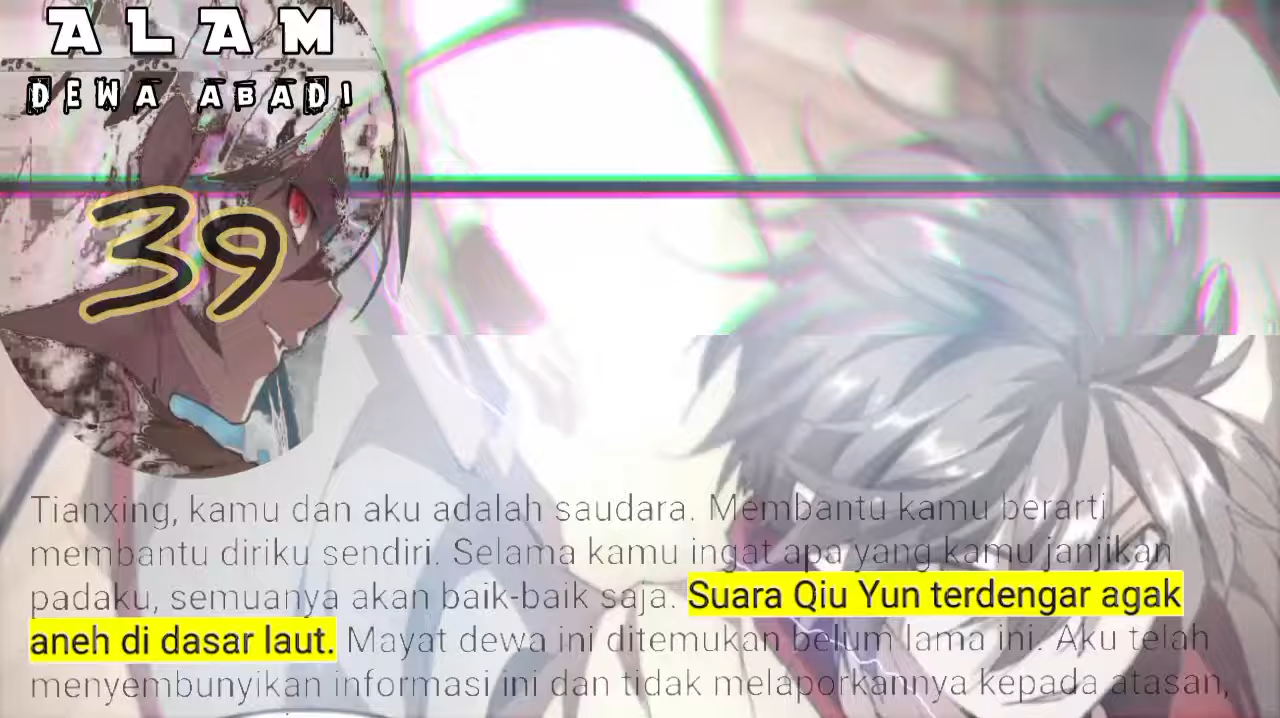 ALAM
DEWA ABADI
39
Tianxing, kamu dan aku adalah saudara. Membantu kamu berarti
membantu diriku sendiri. Selama kamu ingat apa yang kamu janjikan
padaku, semuanya akan baik-baik saja. Suara Qiu Yun terdengar agak
aneh di dasar laut. Mayat dewa ini ditemukan belum lama ini. Aku telah
menyembunyikan informasi ini dan tidak melaporkannya kepada atasan,